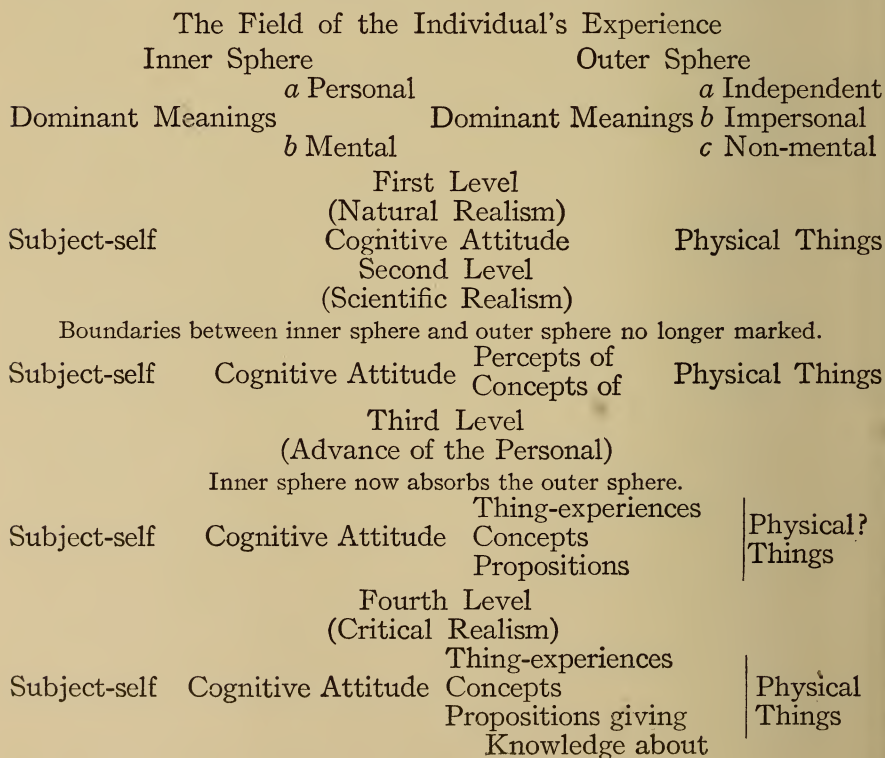 The Field of the Individual's Experience
Inner Sphere Outer Sphere
a Personal a Independent
Dominant Meanings Dominant Meanings b Impersonal
b Mental c Non-mental
First Level
(Natural Realism)
Subject-self Cognitive Attitude Physical Things
Second Level
(Scientific Realism)
Boundaries between inner sphere and outer sphere no longer marked.
Percepts of
Subject-self Cognitive Attitude Concepts of Physical Things
Third Level
(Advance of the Personal)
Inner sphere now absorbs the outer sphere.
Thing-experiences
Subject-self Cognitive Attitude Concepts Physical?
Propositions Things
Fourth Level
(Critical Realism)
Thing-experiences
Subject-self Cognitive Attitude Concepts Physical
Propositions giving Things
Knowledge about